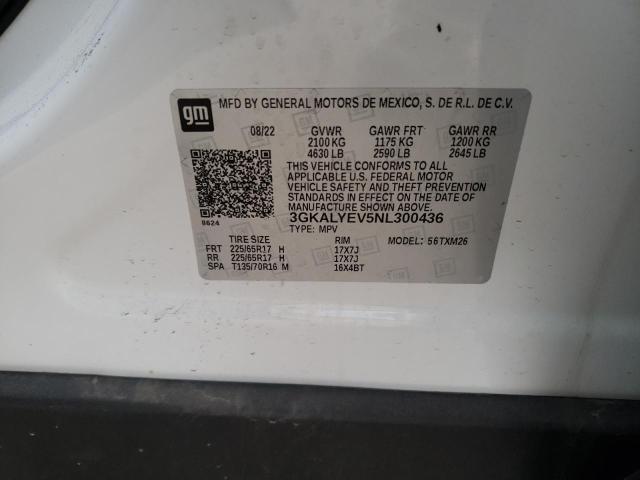 gm
MFD BY GENERAL MOTORS DE MEXICO, S. DE R.L. DE C.V.
08/22 GVWR GAWR FRT GAWR RR
2100 KG 1175 KG 1200 KG
4630 LB 2590 LB 2645 LB
THIS VEHICLE CONFORMS TO ALL
APPLICABLE U.S. FEDERAL MOTOR
VEHICLE SAFETY AND THEFT PREVENTION
STANDARDS IN EFFECT ON THE DATE OF
MANUFACTURE SHOWN ABOVE.
3GKALYEV5NL300436
8624 TYPE: MPV
TIRE SIZE RIM MODEL: 56TXM26
FRT 225/65R17 H 17X7J
RR 225/65R17 H 17X7J
SPA T135/70R16 M 16X4BT